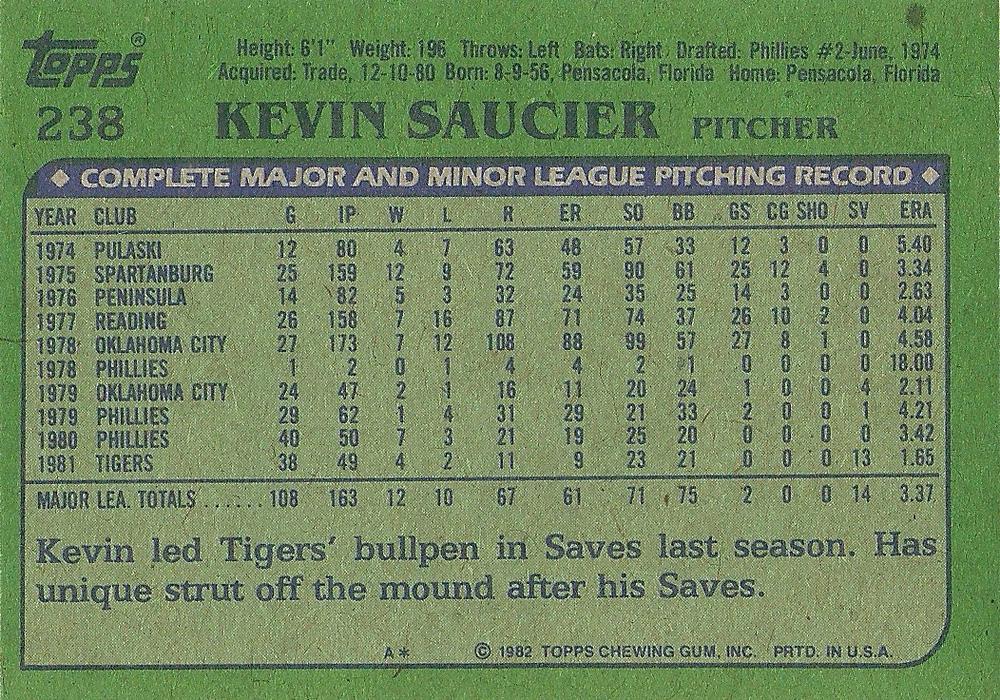 Topps®
Height: 6'1" Weight: 196 Throws: Left Bats: Right Drafted: Phillies #2-June, 1974
Acquired: Trade, 12-10-80 Born: 8-9-56, Pensacola, Florida Home: Pensacola, Florida
238 KEVIN SAUCIER PITCHER
◆ COMPLETE MAJOR AND MINOR LEAGUE PITCHING RECORD ◆
YEAR CLUB G IP W L R ER SO BB GS CG SHO SV ERA
1974 PULASKI 12 80 4 7 63 48 57 33 12 3 0 0 5.40
1975 SPARTANBURG 25 159 12 9 72 59 90 61 25 12 4 0 3.34
1976 PENINSULA 14 82 5 3 32 24 35 25 14 3 0 0 2.63
1977 READING 26 158 7 16 87 71 74 37 26 10 2 0 4.04
1978 OKLAHOMA CITY 27 173 7 12 108 88 99 57 27 8 1 0 4.58
1978 PHILLIES 1 2 0 1 4 4 2 1 0 0 0 0 18.00
1979 OKLAHOMA CITY 24 47 2 1 16 11 20 24 1 0 0 4 2.11
1979 PHILLIES 29 62 1 4 31 29 21 33 2 0 0 1 4.21
1980 PHILLIES 40 50 7 3 21 19 25 20 0 0 0 0 3.42
1981 TIGERS 38 49 4 2 11 9 23 21 0 0 0 13 1.65
MAJOR LEA. TOTALS ...... 108 163 12 10 67 61 71 75 2 0 0 14 3.37
Kevin led Tigers' bullpen in Saves last season. Has
unique strut off the mound after his Saves.
A* © 1982 TOPPS CHEWING GUM, INC. PRTD. IN U.S.A.